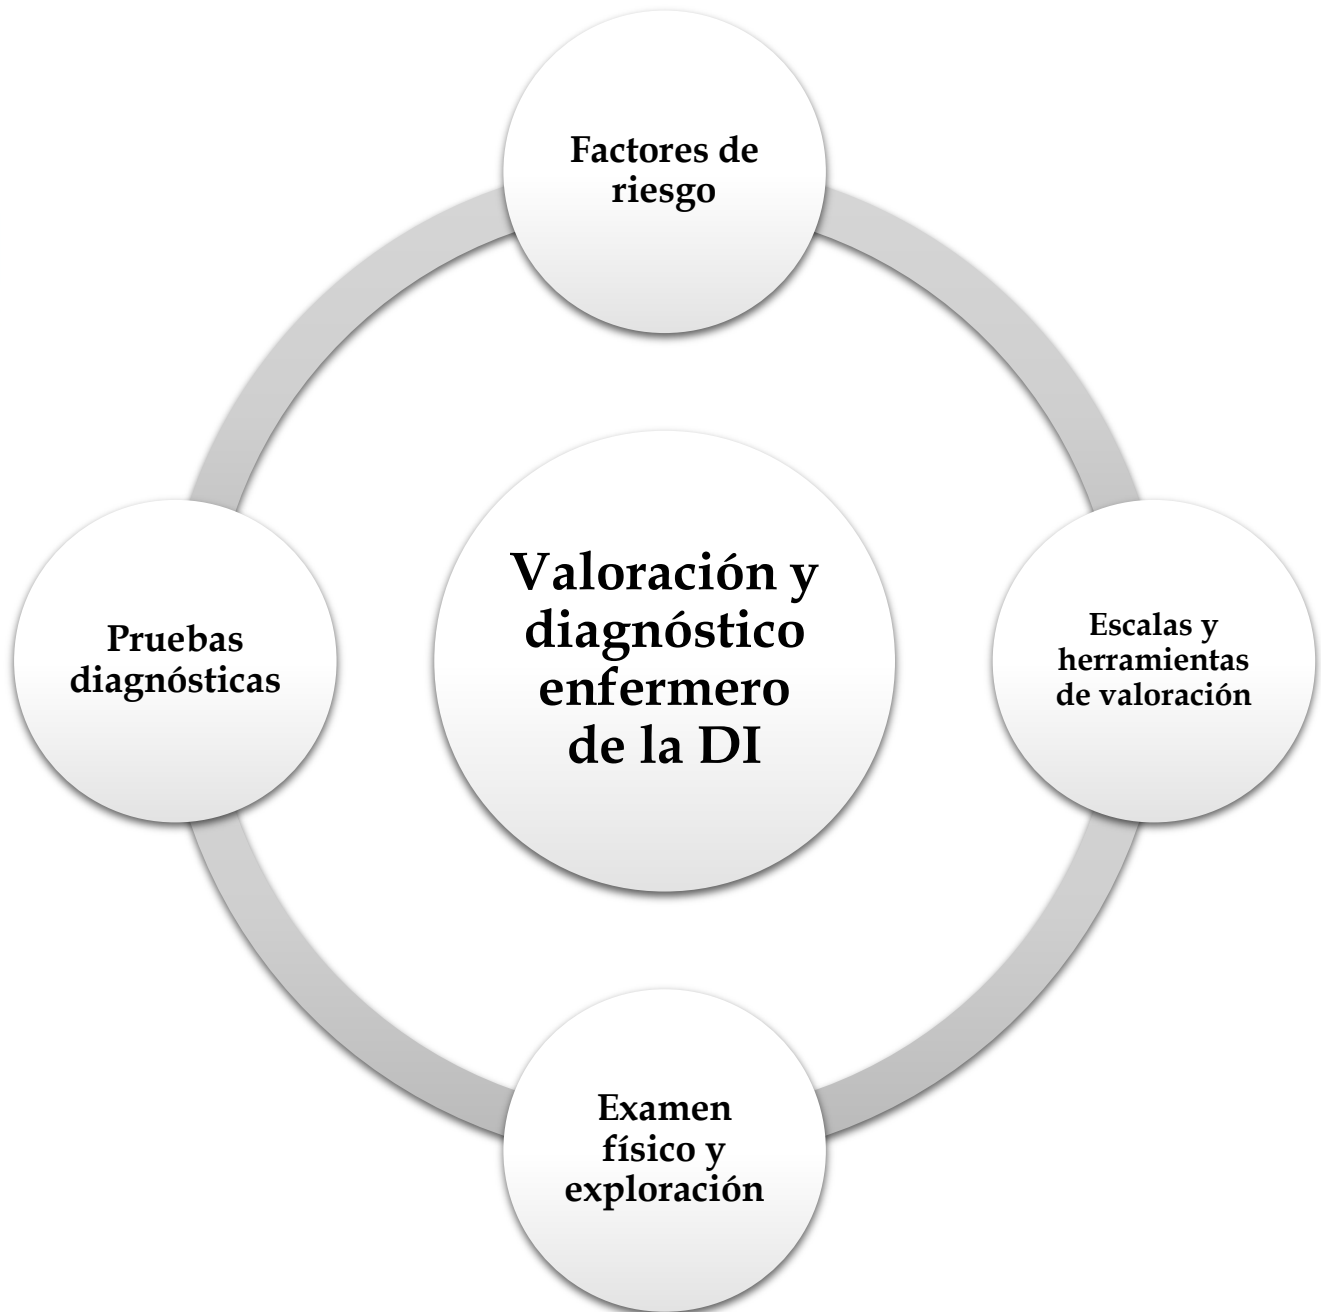 Factores de
riesgo
Valoración y
diagnóstico
enfermero
de la DI
Pruebas
diagnósticas
Escalas y
herramientas
de valoración
Examen
físico y
exploración